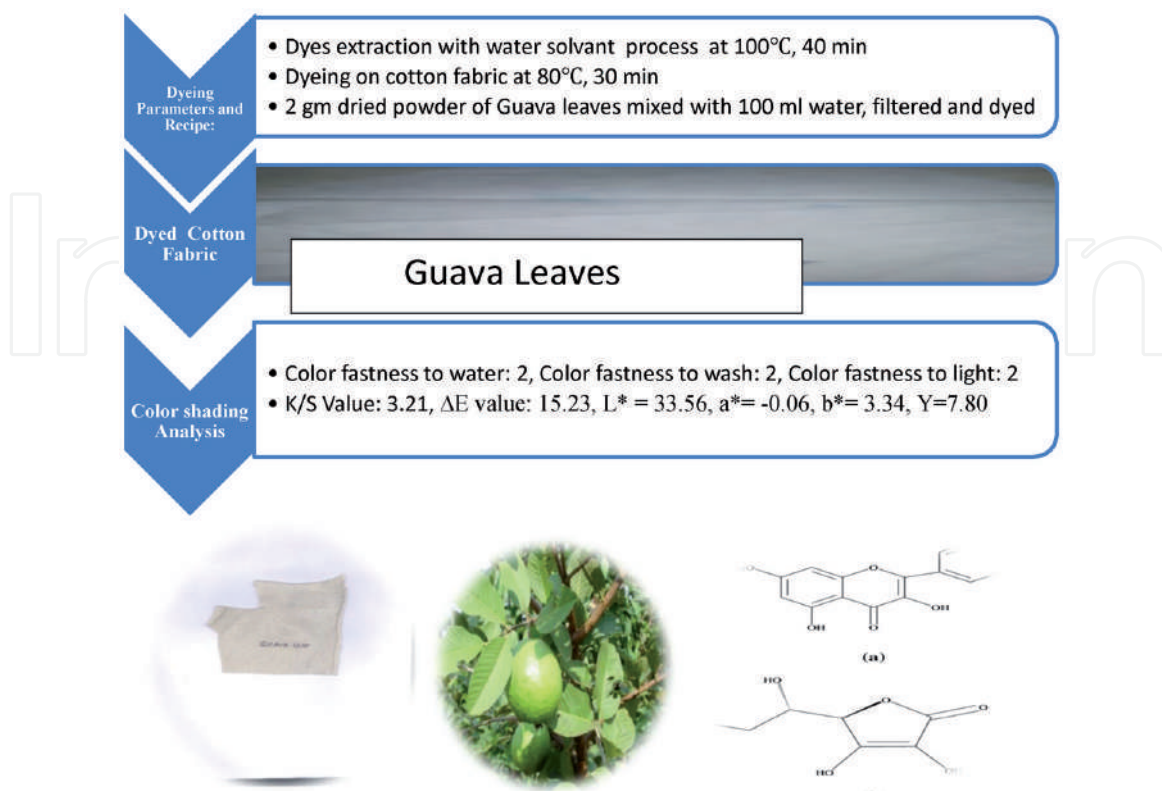 Dyeing
Parameters and
Recipe:
• Dyes extraction with water solvant process at 100℃, 40 min
• Dyeing on cotton fabric at 80℃, 30 min
• 2 gm dried powder of Guava leaves mixed with 100 ml water, filtered and dyed
Dyed Cotton
Fabric
Guava Leaves
Color shading
Analysis
• Color fastness to water: 2, Color fastness to wash: 2, Color fastness to light: 2
• K/S Value: 3.21, ΔE value: 15.23, L* = 33.56, a*= -0.06, b*= 3.34, Y=7.80
O
OH
OH
O
(a)
HO
O
O
HO